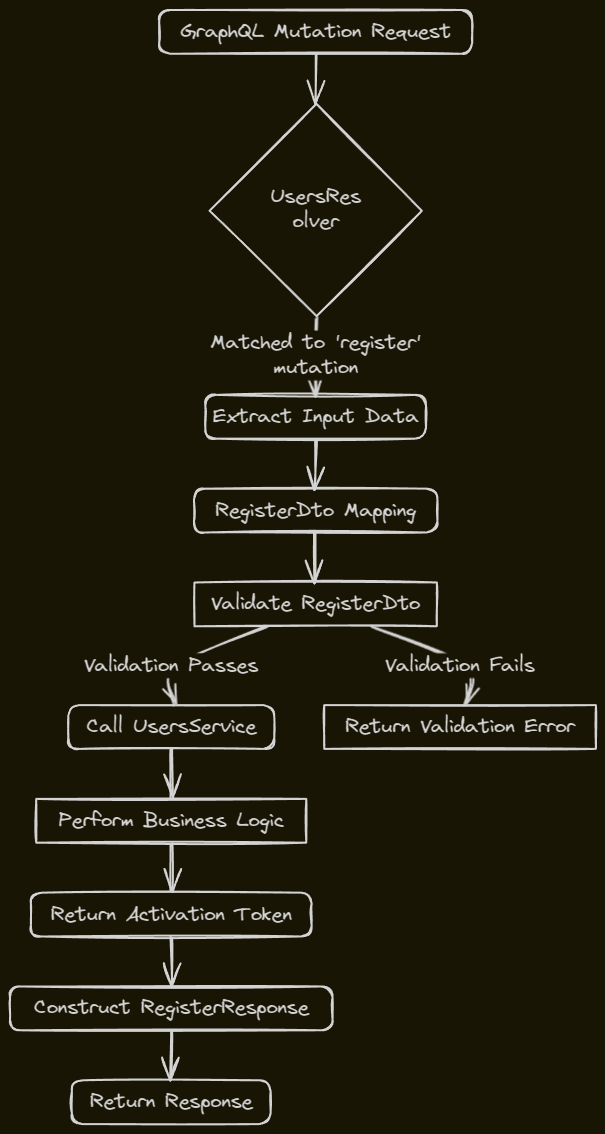 GraphQL Mutation Request
UsersRes
olver
Matched to 'register'
mutation
Extract Input Data
RegisterDto Mapping
Validate RegisterDto
Validation Passes
Validation Fails
Call UsersService
Return Validation Error
Perform Business Logic
Return Activation Token
Construct RegisterResponse
Return Response